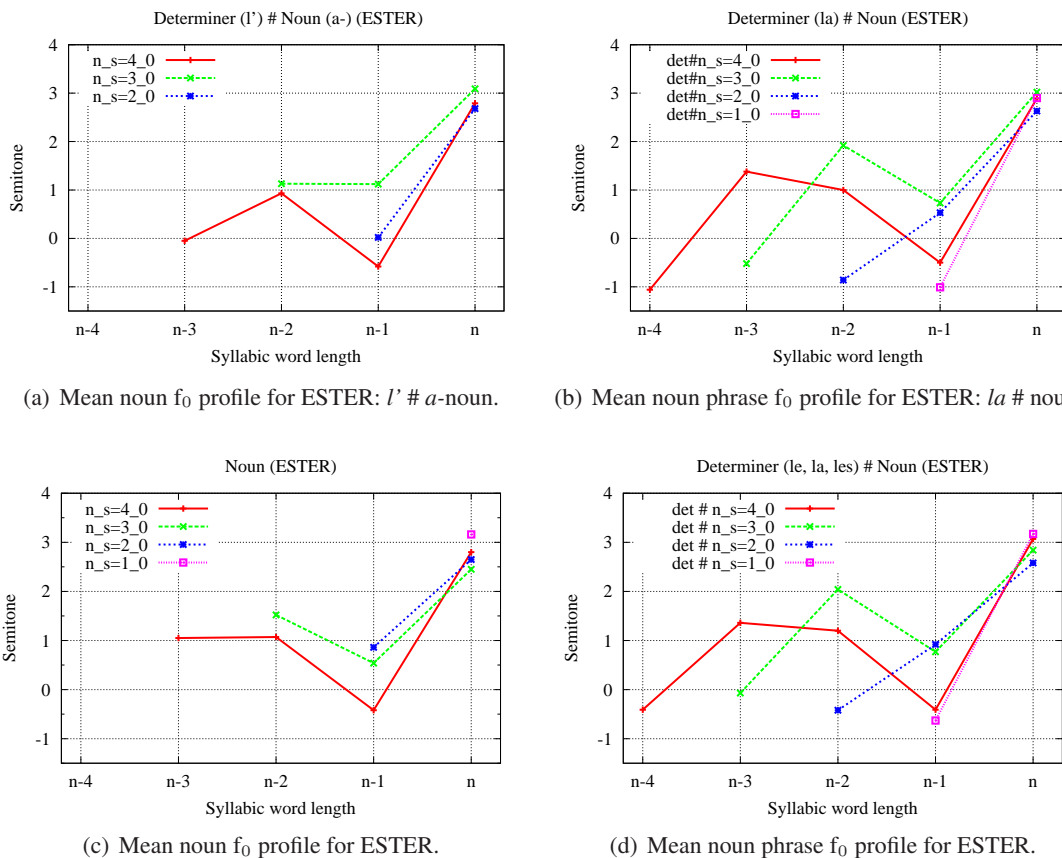 Determiner (l') # Noun (a-) (ESTER)
4
3
2
1
0
-1
Semitone
n_s=4_0
n_s=3_0
n_s=2_0
n-4 n-3 n-2 n-1 n
Syllabic word length
(a) Mean noun f₀ profile for ESTER: l' # a-noun.
Determiner (la) # Noun (ESTER)
4
3
2
1
0
-1
Semitone
det#n_s=4_0
det#n_s=3_0
det#n_s=2_0
det#n_s=1_0
n-4 n-3 n-2 n-1 n
Syllabic word length
(b) Mean noun phrase f₀ profile for ESTER: la # nou
Noun (ESTER)
4
3
2
1
0
-1
Semitone
n_s=4_0
n_s=3_0
n_s=2_0
n_s=1_0
n-4 n-3 n-2 n-1 n
Syllabic word length
(c) Mean noun f₀ profile for ESTER.
Determiner (le, la, les) # Noun (ESTER)
4
3
2
1
0
-1
Semitone
det # n_s=4_0
det # n_s=3_0
det # n_s=2_0
det # n_s=1_0
n-4 n-3 n-2 n-1 n
Syllabic word length
(d) Mean noun phrase f₀ profile for ESTER.